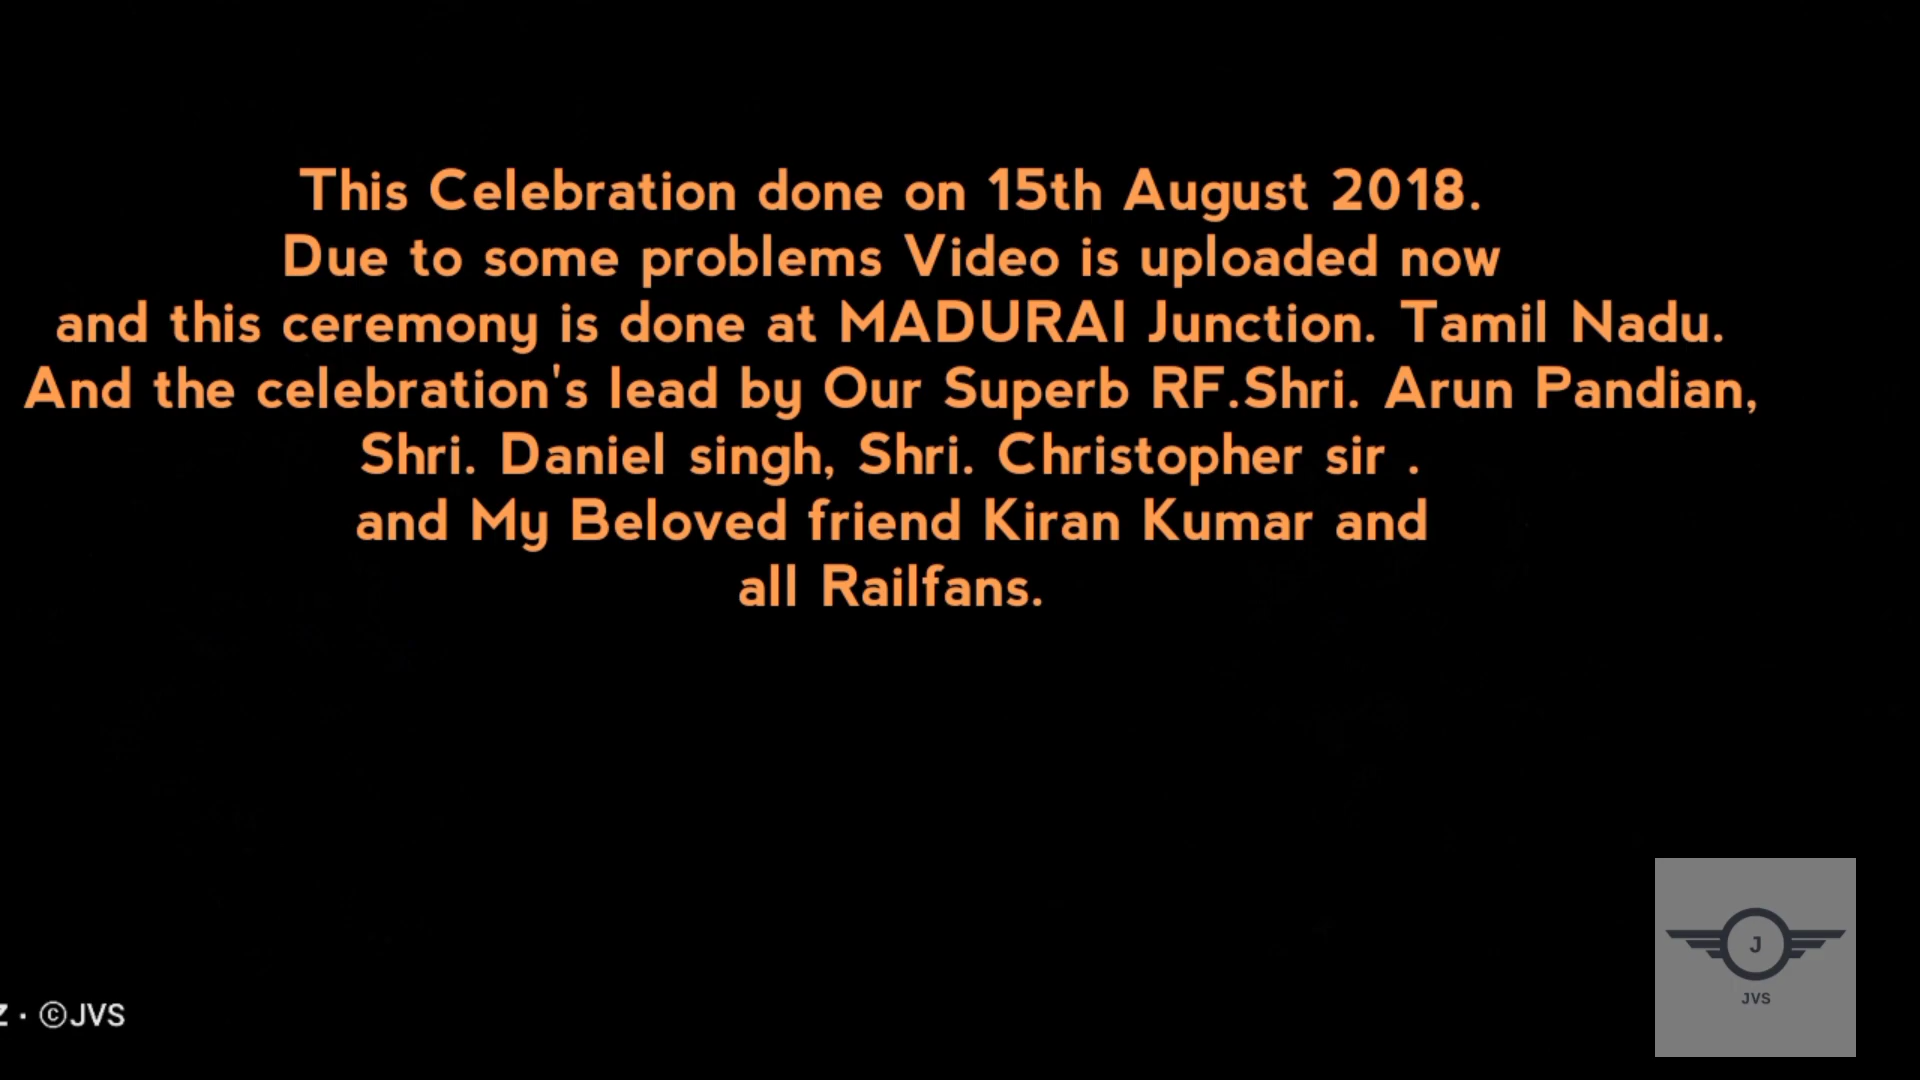 This Celebration done on 15th August 2018.
Due to some problems Video is uploaded now
and this ceremony is done at MADURAI Junction. Tamil Nadu.
And the celebration's lead by Our Superb RF.Shri. Arun Pandian,
Shri. Daniel singh, Shri. Christopher sir .
and My Beloved friend Kiran Kumar and
all Railfans.
J
JVS
z · ©JVS